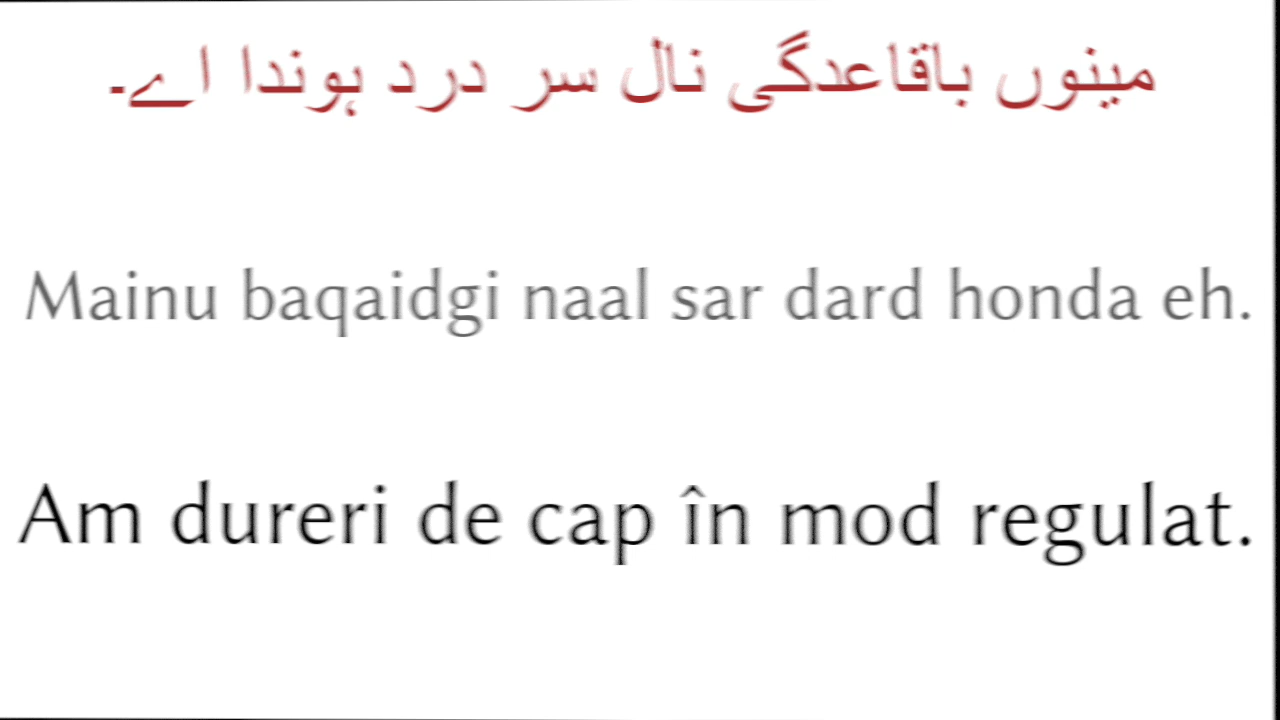 مینوں باقاعدگی نال سر درد ہوندا اے۔
Mainu baqaidgi naal sar dard honda eh.
Am dureri de cap în mod regulat.